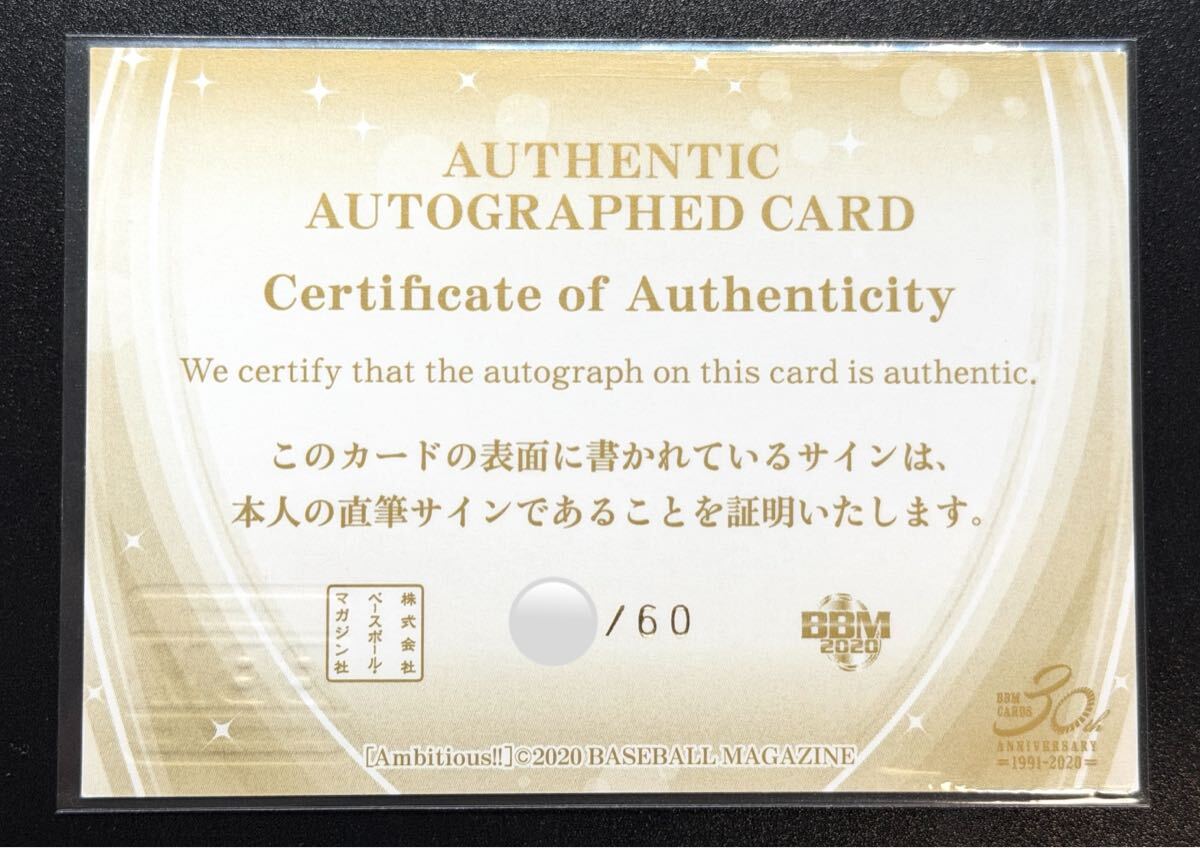 AUTHENTIC
AUTOGRAPHED CARD
Certificate of Authenticity
We certify that the autograph on this card is authentic.
このカードの表面に書かれているサインは、
本人の直筆サインであることを証明いたします。
株式会社
ベースボール・
マガジン社
/60
BBM
2020
BBM
CARDS
30th
ANNIVERSARY
=1991-2020=
[Ambitious!!]©2020 BASEBALL MAGAZINE